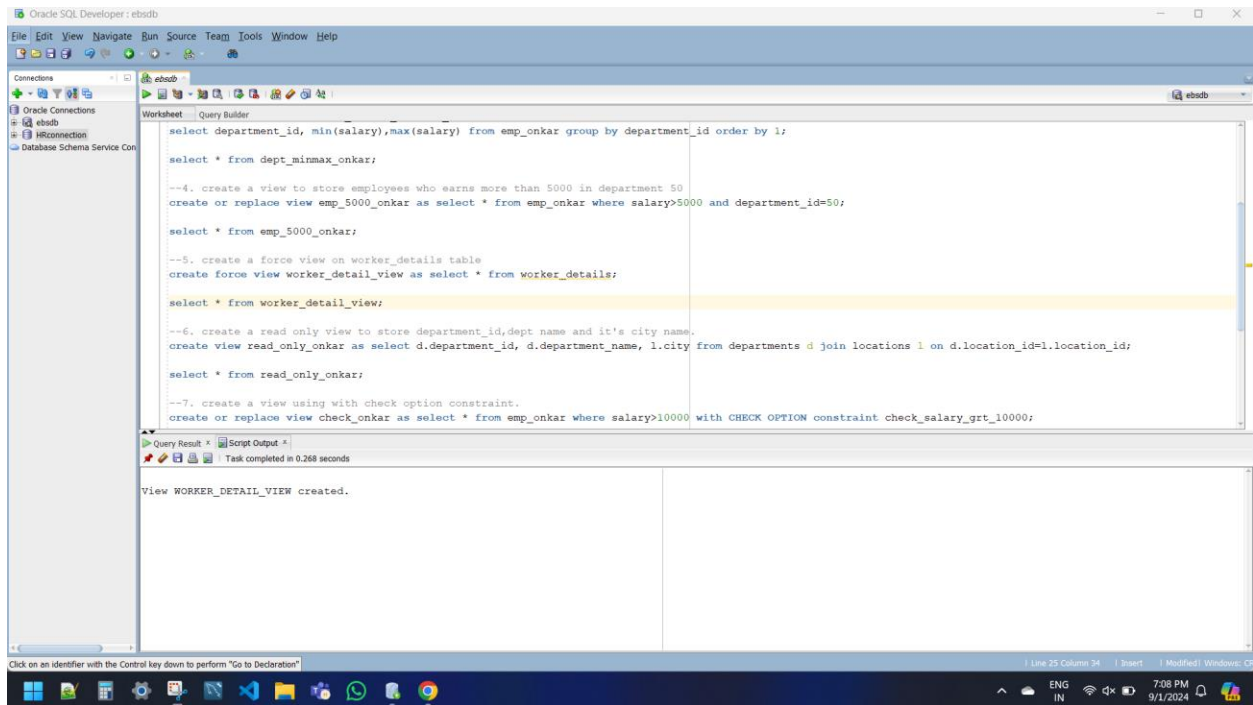 Oracle SQL Developer : ebsdb
File Edit View Navigate Run Source Team Tools Window Help
Connections
ebsdb
Oracle Connections
ebsdb
HRconnection
Database Schema Service Con
ebsdb
Worksheet Query Builder
select department_id, min(salary),max(salary) from emp_onkar group by department_id order by 1;
select * from dept_minmax_onkar;
--4. create a view to store employees who earns more than 5000 in department 50
create or replace view emp_5000_onkar as select * from emp_onkar where salary>5000 and department_id=50;
select * from emp_5000_onkar;
--5. create a force view on worker_details table
create force view worker_detail_view as select * from worker_details;
select * from worker_detail_view;
--6. create a read only view to store department_id,dept name and it's city name.
create view read_only_onkar as select d.department_id, d.department_name, l.city from departments d join locations l on d.location_id=l.location_id;
select * from read_only_onkar;
--7. create a view using with check option constraint.
create or replace view check_onkar as select * from emp_onkar where salary>10000 with CHECK OPTION constraint check_salary_grt_10000;
Query Result Script Output
Task completed in 0.268 seconds
View WORKER_DETAIL_VIEW created.
Click on an identifier with the Control key down to perform "Go to Declaration"
Line 25 Column 34 | Insert | Modified | Windows: CR
ENG
IN
7:08 PM
9/1/2024